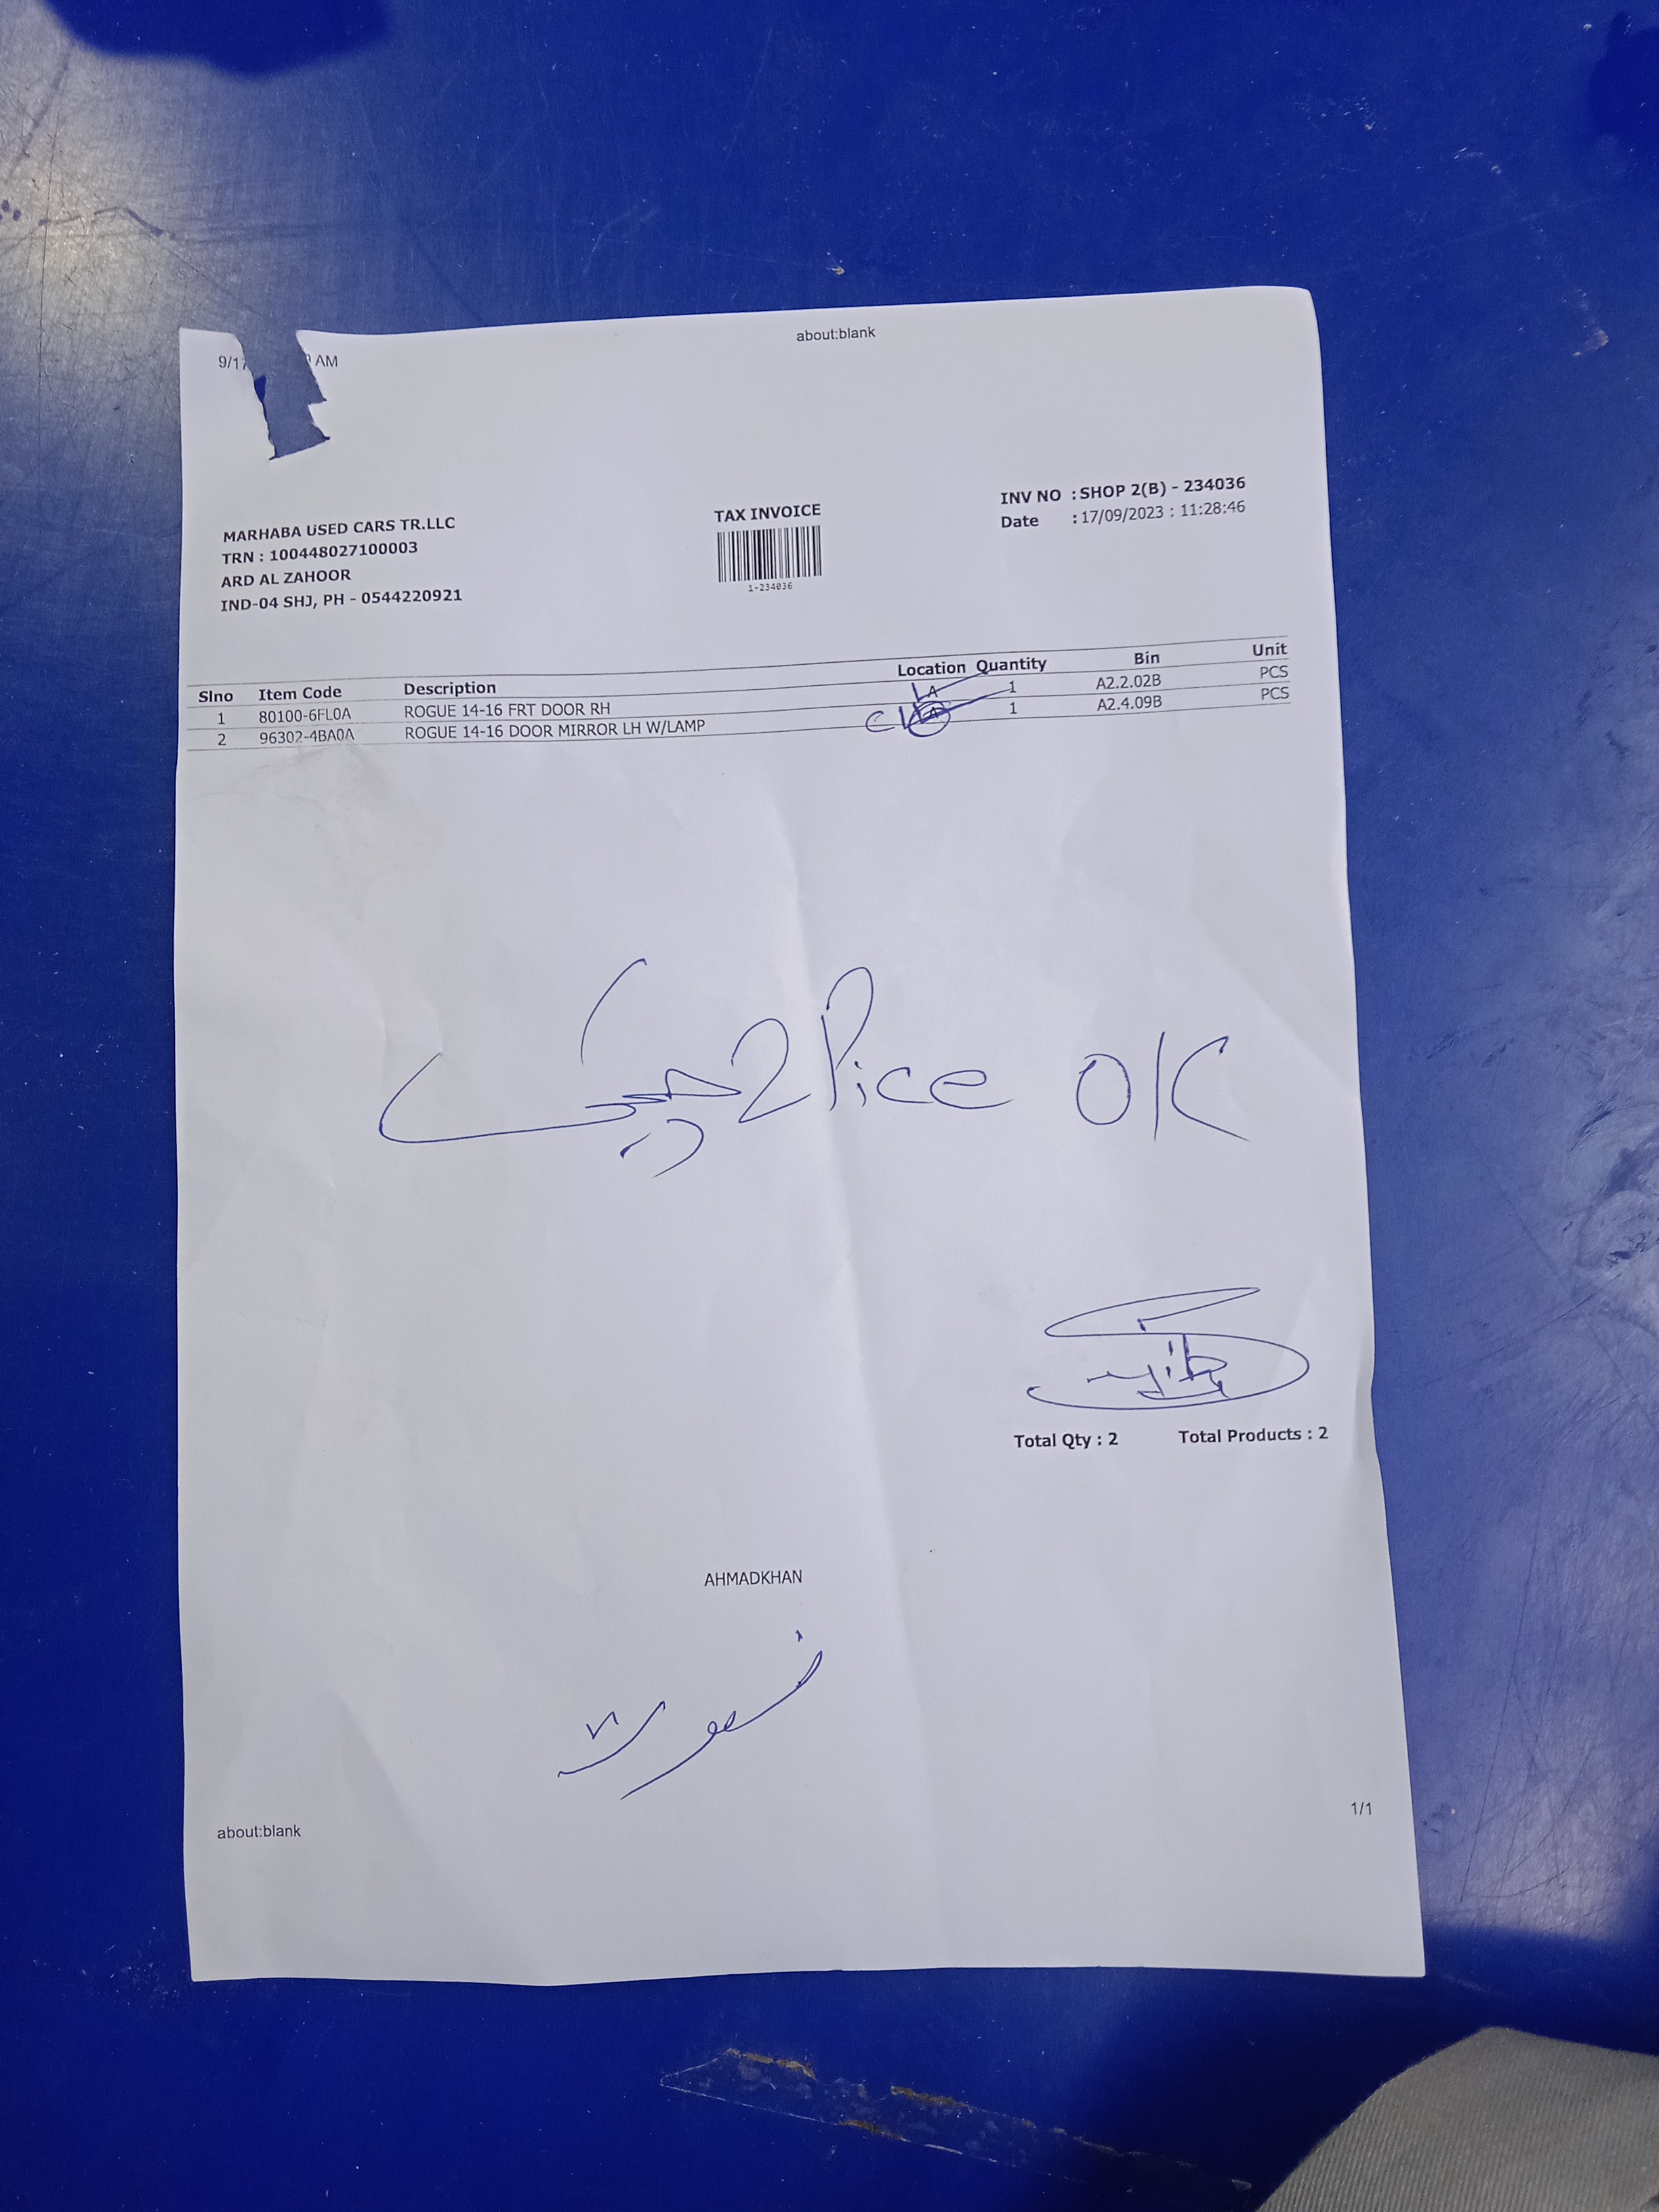 about:blank
9/17 AM
MARHABA USED CARS TR.LLC
TRN : 100448027100003
ARD AL ZAHOOR
IND-04 SHJ, PH - 0544220921
TAX INVOICE
1-234036
INV NO : SHOP 2(B) - 234036
Date : 17/09/2023 : 11:28:46
Slno Item Code Description Location Quantity Bin Unit
1 80100-6FL0A ROGUE 14-16 FRT DOOR RH A 1 A2.2.02B PCS
2 96302-4BA0A ROGUE 14-16 DOOR MIRROR LH W/LAMP A 1 A2.4.09B PCS
2 Pice OK
Total Qty : 2 Total Products : 2
AHMADKHAN
about:blank
1/1